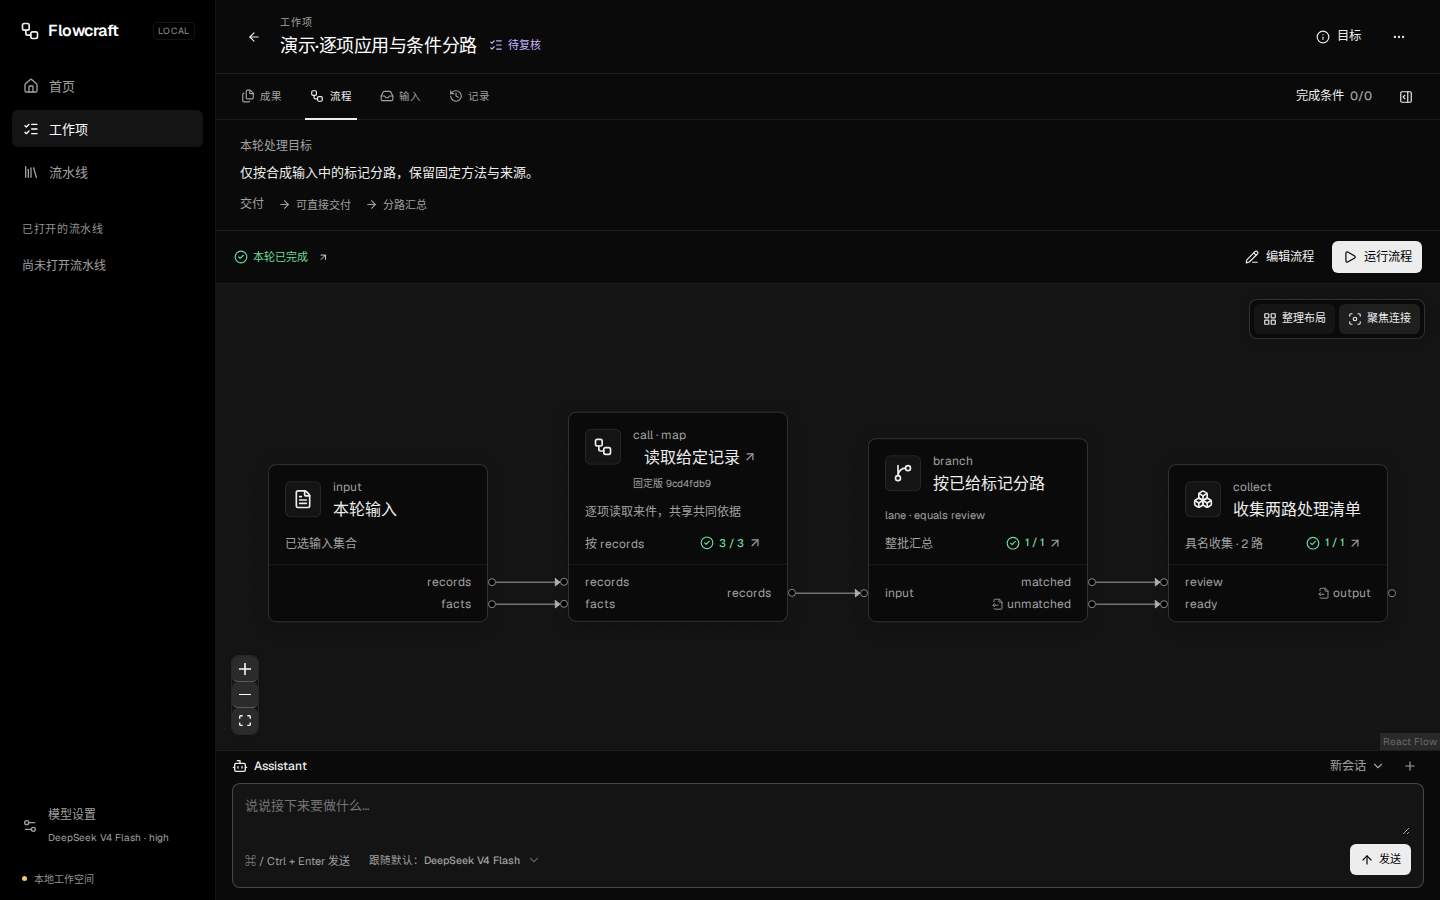 Flowcraft
LOCAL
首页
工作项
流水线
已打开的流水线
尚未打开流水线
模型设置
DeepSeek V4 Flash · high
本地工作空间
工作项
演示·逐项应用与条件分路
待复核
目标
成果
流程
输入
记录
完成条件 0/0
本轮处理目标
仅按合成输入中的标记分路，保留固定方法与来源。
交付
可直接交付
分路汇总
本轮已完成
编辑流程
运行流程
整理布局
聚焦连接
input
本轮输入
已选输入集合
records
facts
call · map
读取给定记录
固定版 9cd4fdb9
逐项读取来件，共享共同依据
按 records
3 / 3
records
facts
records
branch
按已给标记分路
lane · equals review
整批汇总
1 / 1
input
matched
unmatched
collect
收集两路处理清单
具名收集 · 2 路
1 / 1
review
ready
output
React Flow
Assistant
新会话
说说接下来要做什么…
⌘ / Ctrl + Enter 发送
跟随默认：DeepSeek V4 Flash
发送